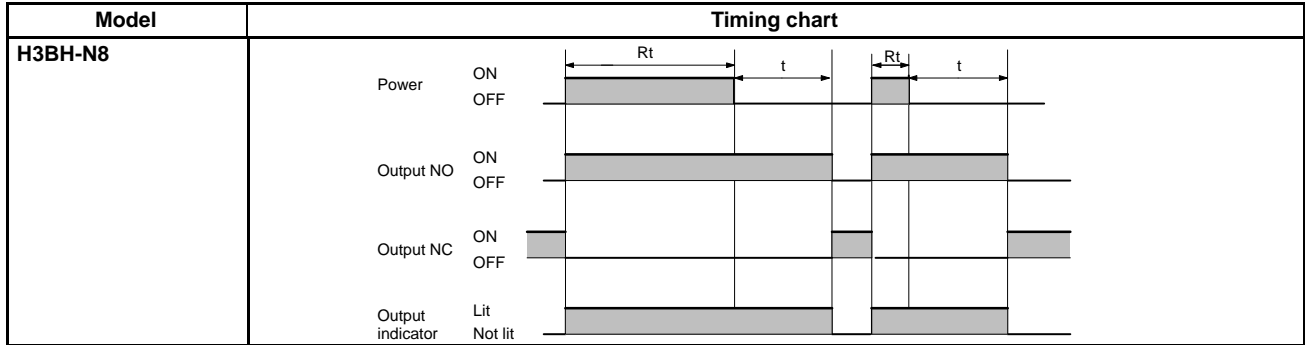 Model Timing chart
H3BH-N8
Rt t Rt t
Power ON
OFF
Output NO ON
OFF
Output NC ON
OFF
Output indicator Lit
Not lit